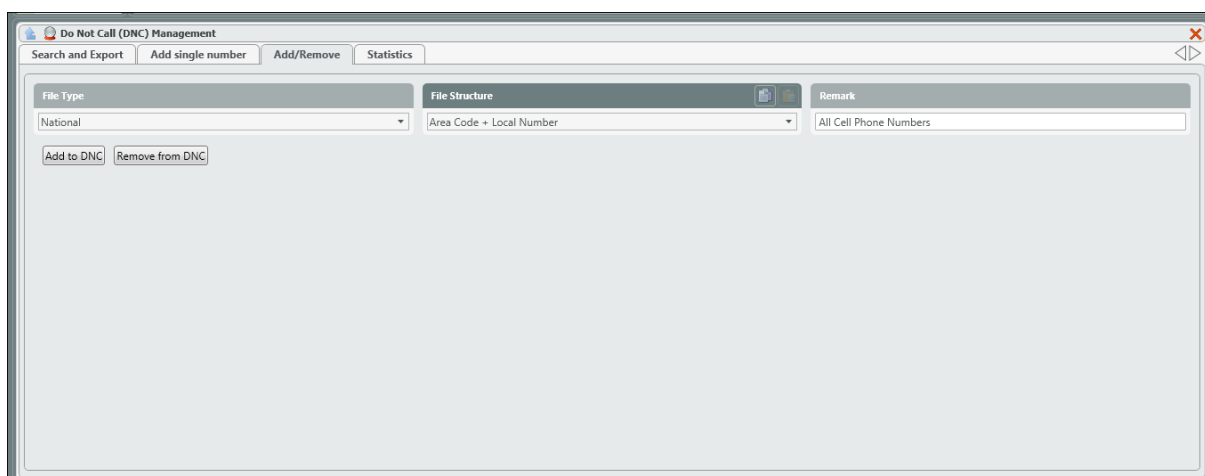 Do Not Call (DNC) Management
Search and Export Add single number Add/Remove Statistics
File Type File Structure Remark
National Area Code + Local Number All Cell Phone Numbers
Add to DNC Remove from DNC